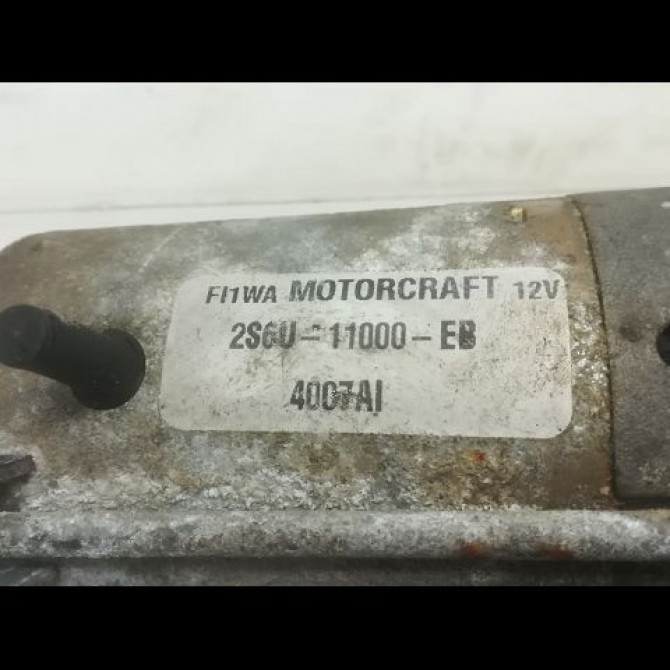 FI1WA MOTORCRAFT 12V
2S6U-11000-EB
4007AI